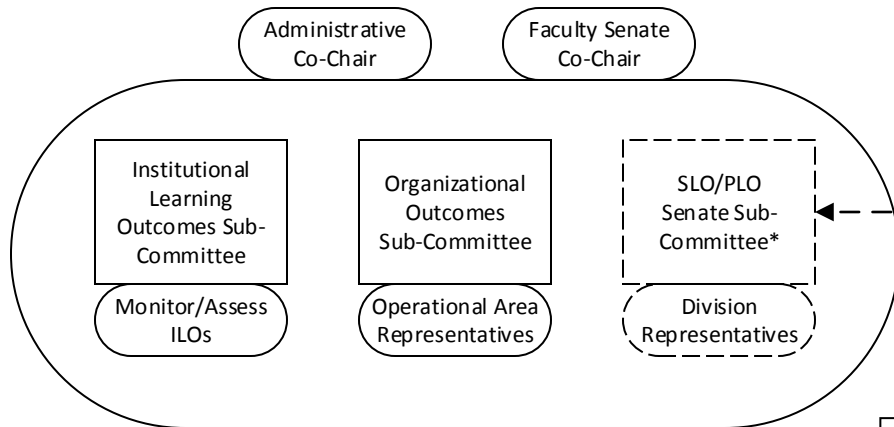 Administrative
Co-Chair
Faculty Senate
Co-Chair
Institutional
Learning
Outcomes Sub-
Committee
Organizational
Outcomes
Sub-Committee
SLO/PLO
Senate Sub-
Committee*
Monitor/Assess
ILOs
Operational Area
Representatives
Division
Representatives